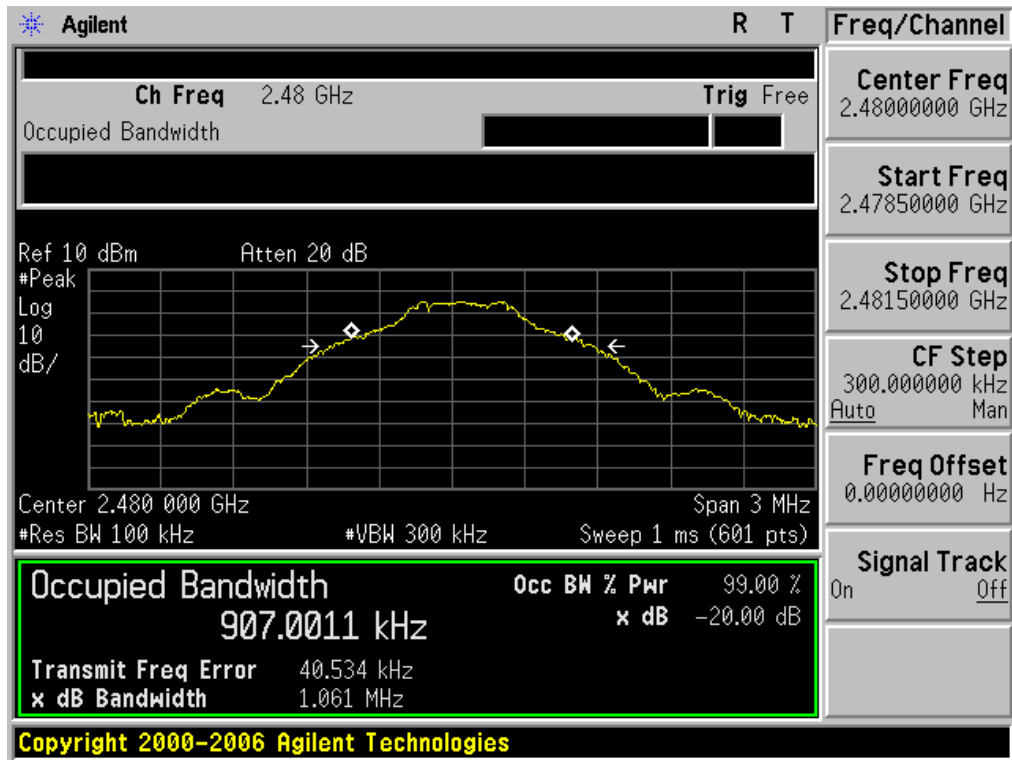 Agilent R T
Freq/Channel
Ch Freq 2.48 GHz Trig Free
Occupied Bandwidth
Center Freq
2.48000000 GHz
Start Freq
2.47850000 GHz
Stop Freq
2.48150000 GHz
CF Step
300.000000 kHz
Auto Man
Freq Offset
0.00000000 Hz
Signal Track
On Off
Ref 10 dBm Atten 20 dB
#Peak
Log
10
dB/
Center 2.480 000 GHz Span 3 MHz
#Res BW 100 kHz #VBW 300 kHz Sweep 1 ms (601 pts)
Occupied Bandwidth
907.0011 kHz
Occ BW % Pwr 99.00 %
x dB -20.00 dB
Transmit Freq Error 40.534 kHz
x dB Bandwidth 1.061 MHz
Copyright 2000-2006 Agilent Technologies